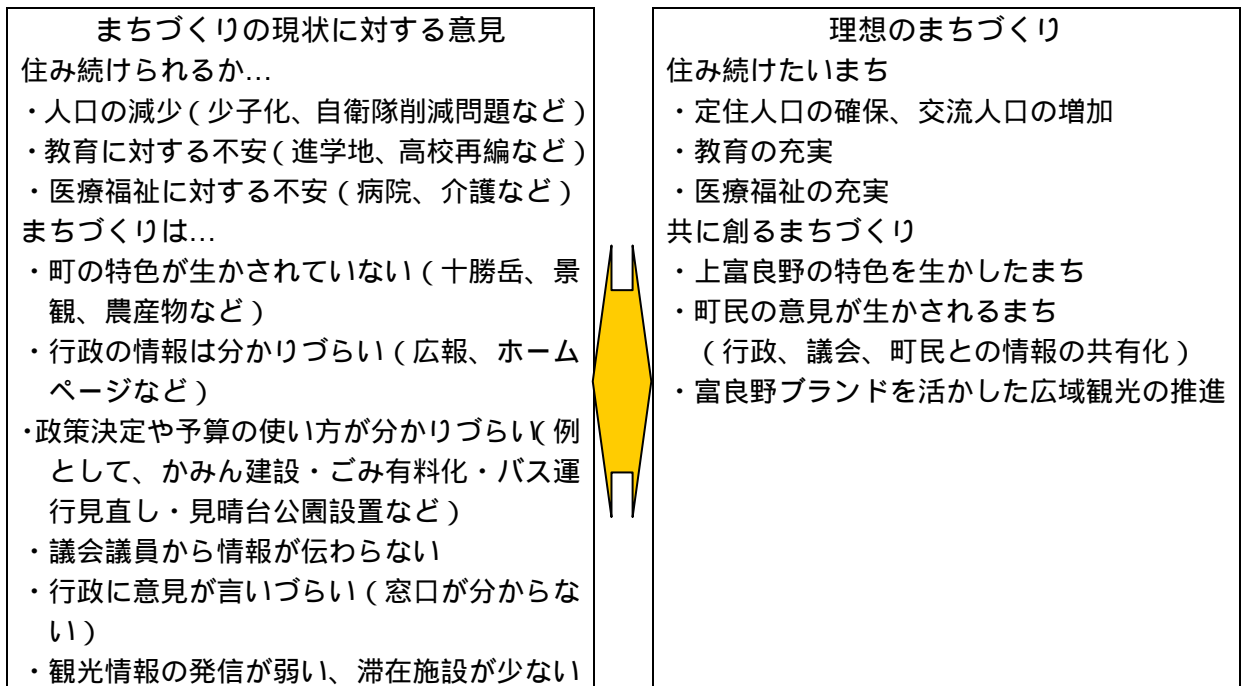 まちづくりの現状に対する意見
住み続けられるか…
・人口の減少（少子化、自衛隊削減問題など）
・教育に対する不安（進学地、高校再編など）
・医療福祉に対する不安（病院、介護など）
まちづくりは…
・町の特色が生かされていない（十勝岳、景
観、農産物など）
・行政の情報は分かりづらい（広報、ホーム
ページなど）
・政策決定や予算の使い方が分かりづらい（例
として、かみん建設・ごみ有料化・バス運
行見直し・見晴台公園設置など）
・議会議員から情報が伝わらない
・行政に意見が言いづらい（窓口が分からな
い）
・観光情報の発信が弱い、滞在施設が少ない
理想のまちづくり
住み続けたいまち
・定住人口の確保、交流人口の増加
・教育の充実
・医療福祉の充実
共に創るまちづくり
・上富良野の特色を生かしたまち
・町民の意見が生かされるまち
（行政、議会、町民との情報の共有化）
・富良野ブランドを活かした広域観光の推進